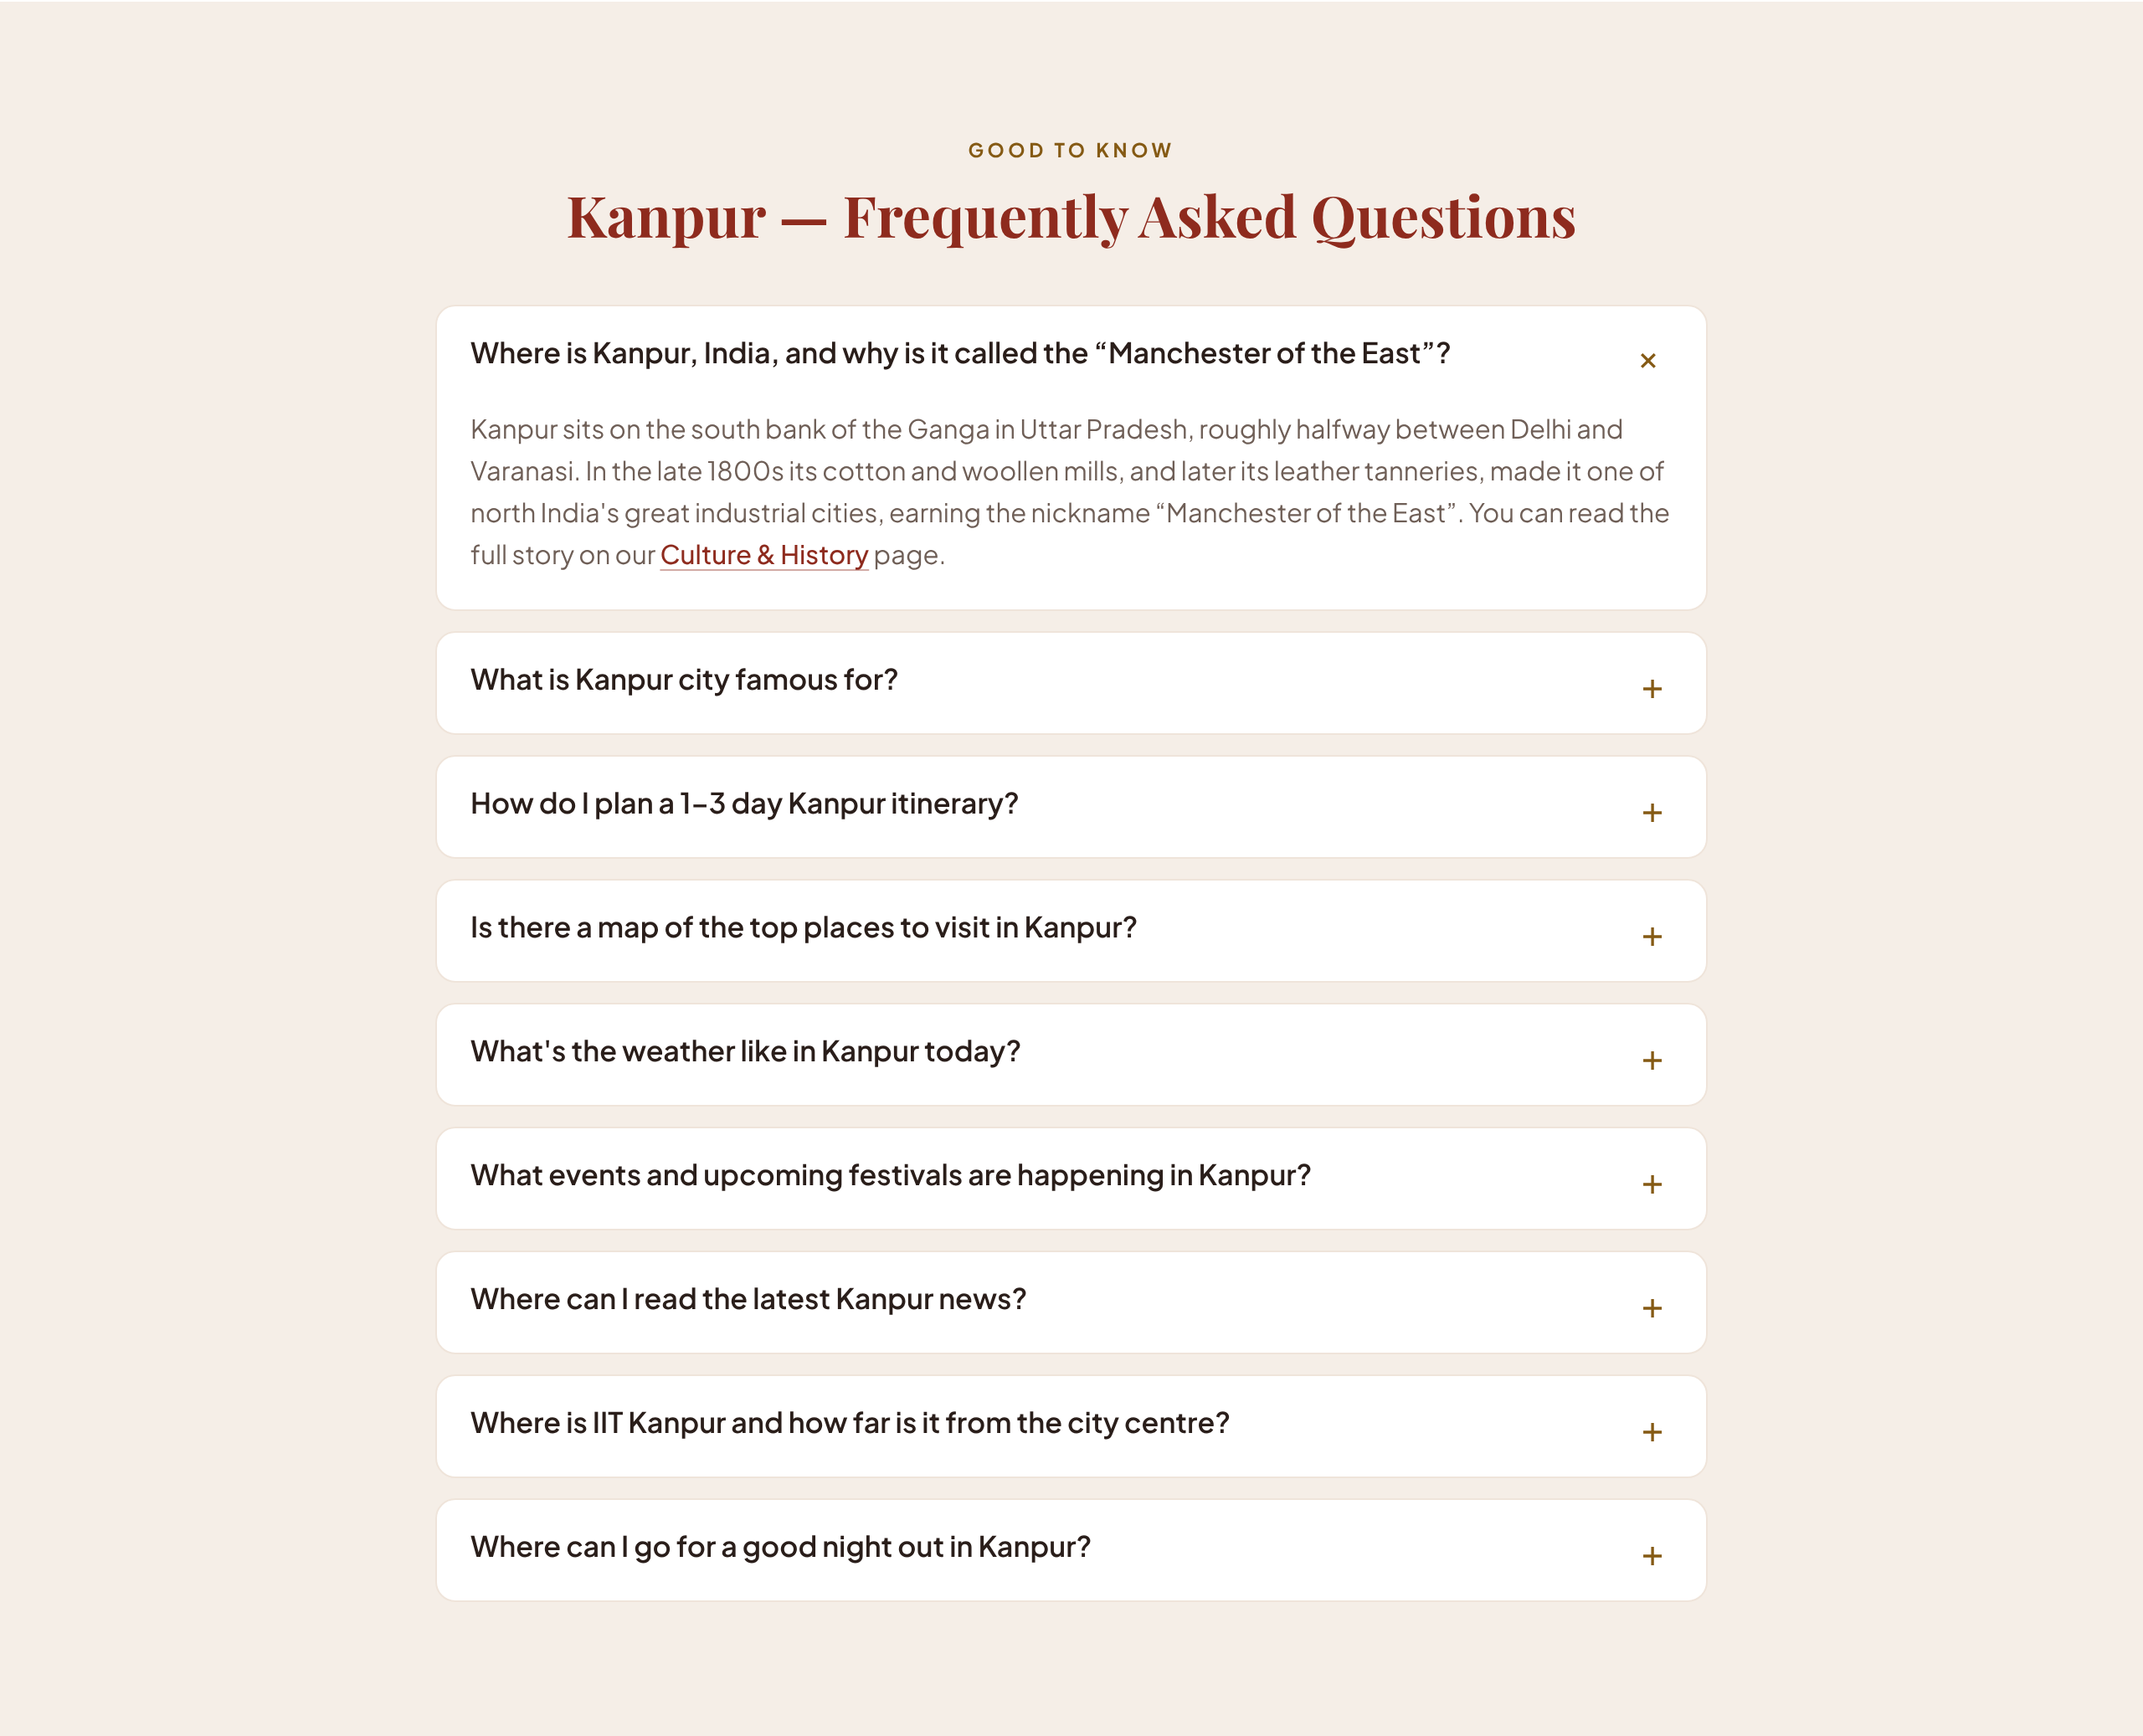 GOOD TO KNOW
Kanpur — Frequently Asked Questions
Where is Kanpur, India, and why is it called the “Manchester of the East”?
Kanpur sits on the south bank of the Ganga in Uttar Pradesh, roughly halfway between Delhi and
Varanasi. In the late 1800s its cotton and woollen mills, and later its leather tanneries, made it one of
north India's great industrial cities, earning the nickname “Manchester of the East”. You can read the
full story on our Culture & History page.
What is Kanpur city famous for?
How do I plan a 1–3 day Kanpur itinerary?
Is there a map of the top places to visit in Kanpur?
What's the weather like in Kanpur today?
What events and upcoming festivals are happening in Kanpur?
Where can I read the latest Kanpur news?
Where is IIT Kanpur and how far is it from the city centre?
Where can I go for a good night out in Kanpur?